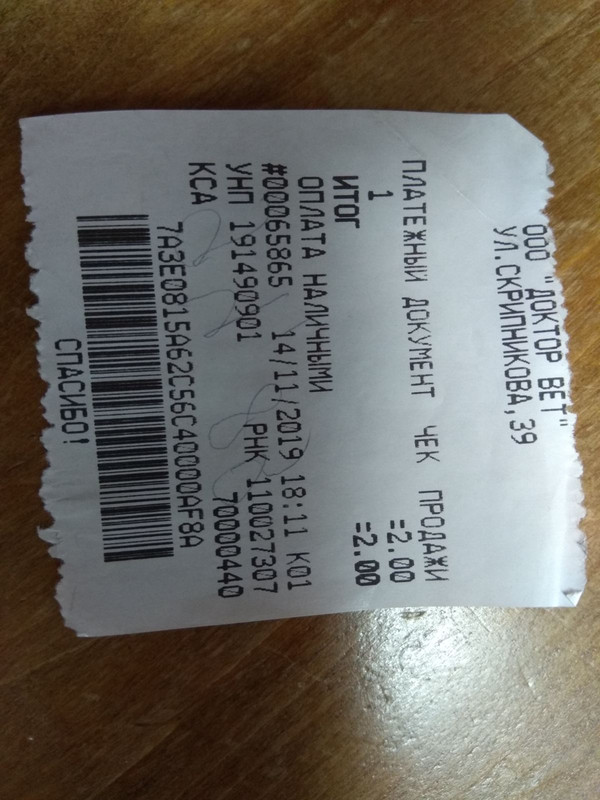 ООО "ДОКТОР ВЕТ"
УЛ.СКРИПНИКОВА,39
ПЛАТЕЖНЫЙ ДОКУМЕНТ ЧЕК ПРОДАЖИ
1 =2.00
ИТОГ =2.00
ОПЛАТА НАЛИЧНЫМИ
#00065865 14/11/2019 18:11 К01
УНП 191490901 РНК 110027307
КСА 70000440
7A3E0815A62C56C40000AF8A
СПАСИБО!